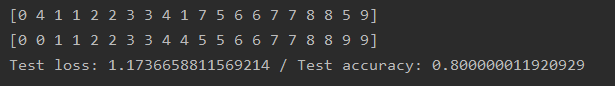 [0 4 1 1 2 2 3 3 4 1 7 5 6 6 7 7 8 8 5 9]
[0 0 1 1 2 2 3 3 4 4 5 5 6 6 7 7 8 8 9 9]
Test loss: 1.1736658811569214 / Test accuracy: 0.800000011920929